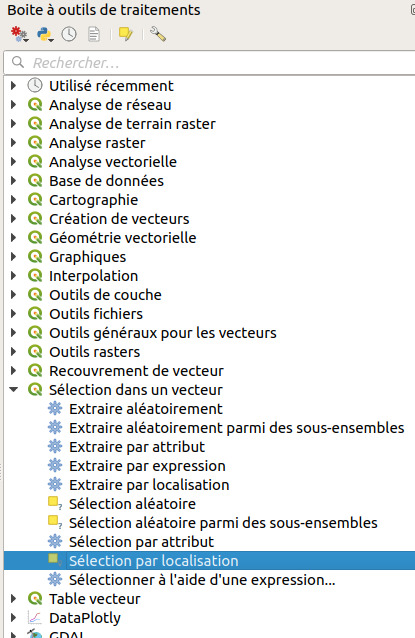 Boite à outils de traitements
Rechercher...
Utilisé récemment
Analyse de réseau
Analyse de terrain raster
Analyse raster
Analyse vectorielle
Base de données
Cartographie
Création de vecteurs
Géométrie vectorielle
Graphiques
Interpolation
Outils de couche
Outils fichiers
Outils généraux pour les vecteurs
Outils rasters
Recouvrement de vecteur
Sélection dans un vecteur
Extraire aléatoirement
Extraire aléatoirement parmi des sous-ensembles
Extraire par attribut
Extraire par expression
Extraire par localisation
Sélection aléatoire
Sélection aléatoire parmi des sous-ensembles
Sélection par attribut
Sélection par localisation
Sélectionner à l'aide d'une expression...
Table vecteur
DataPlotly
GDAL